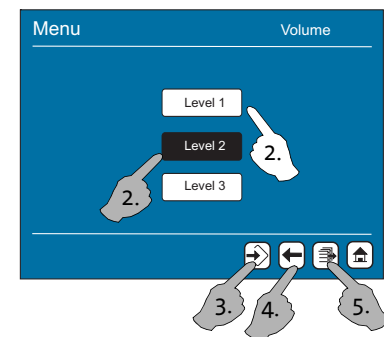 Menu Volume
Level 1
Level 2 2.
2. Level 3
3. 4. 5.